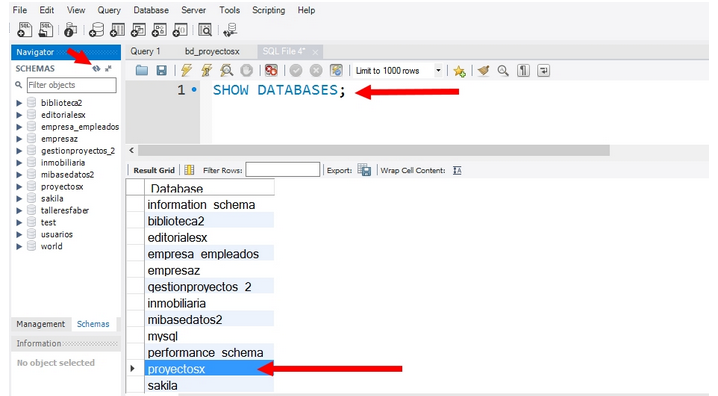 File Edit View Query Database Server Tools Scripting Help
Navigator
SCHEMAS
Filter objects
biblioteca2
editorialesx
empresa_empleados
empresaz
gestionproyectos_2
inmobiliaria
mibasedatos2
proyectosx
sakila
talleresfaber
test
usuarios
world
Management Schemas
Information
No object selected
Query 1 bd_proyectosx SQL File 4*
Limit to 1000 rows
1 SHOW DATABASES;
Result Grid Filter Rows: Export: Wrap Cell Content:
Database
information_schema
biblioteca2
editorialesx
empresa_empleados
empresaz
gestionproyectos_2
inmobiliaria
mibasedatos2
mysql
performance_schema
proyectosx
sakila